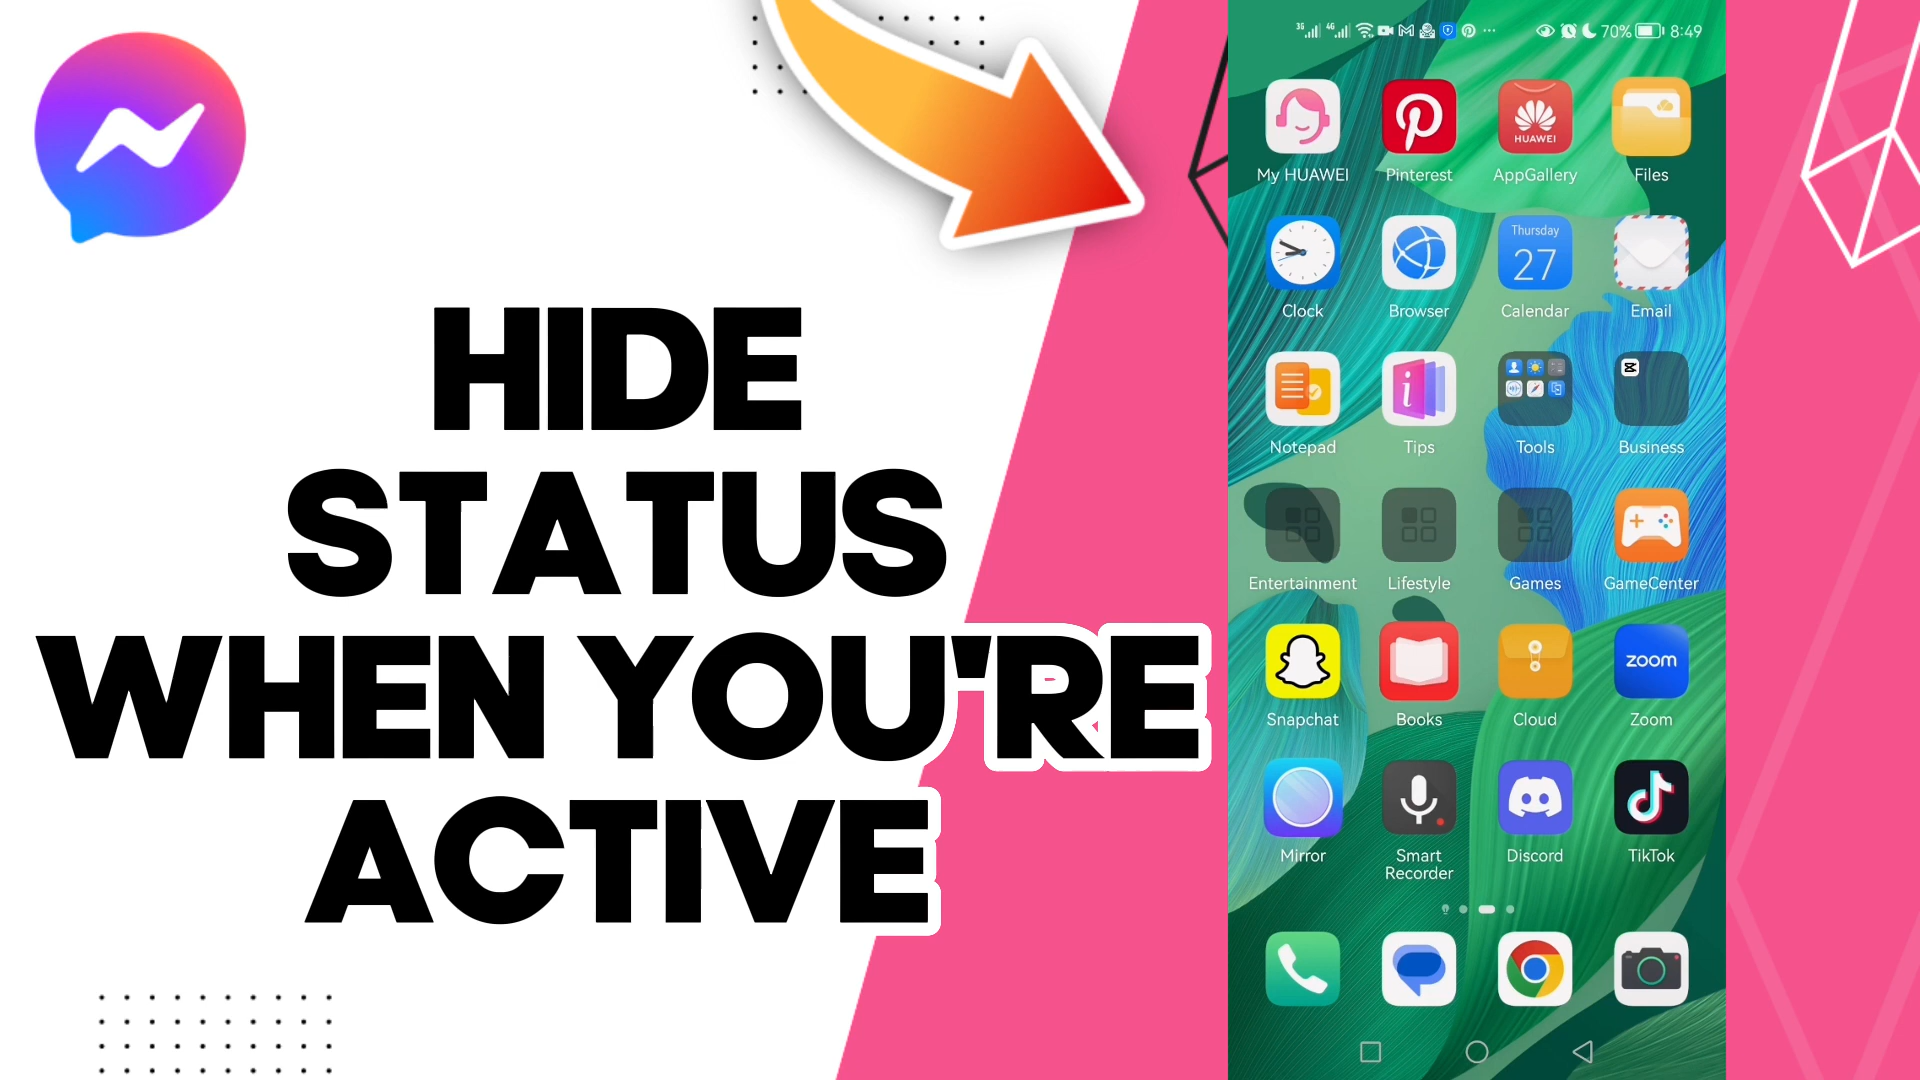 HIDE
STATUS
WHEN YOU'RE
ACTIVE
3G 4G 70% 8:49
HUAWEI
My HUAWEI Pinterest AppGallery Files
Thursday
27
Clock Browser Calendar Email
Notepad Tips Tools Business
Entertainment Lifestyle Games GameCenter
zoom
Snapchat Books Cloud Zoom
Mirror Smart Recorder Discord TikTok